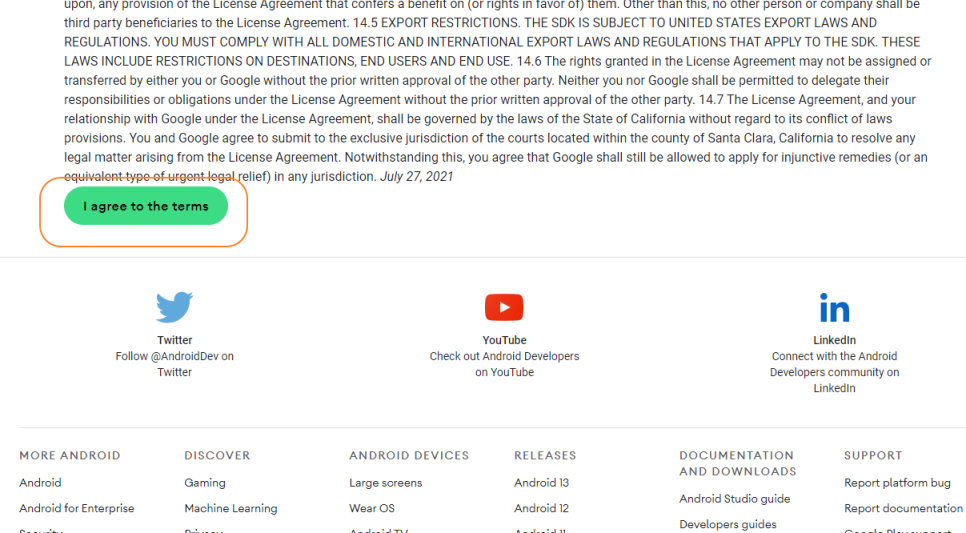 upon, any provision of the License Agreement that confers a benefit on (or rights in favor of) them. Other than this, no other person or company shall be
third party beneficiaries to the License Agreement. 14.5 EXPORT RESTRICTIONS. THE SDK IS SUBJECT TO UNITED STATES EXPORT LAWS AND
REGULATIONS. YOU MUST COMPLY WITH ALL DOMESTIC AND INTERNATIONAL EXPORT LAWS AND REGULATIONS THAT APPLY TO THE SDK. THESE
LAWS INCLUDE RESTRICTIONS ON DESTINATIONS, END USERS AND END USE. 14.6 The rights granted in the License Agreement may not be assigned or
transferred by either you or Google without the prior written approval of the other party. Neither you nor Google shall be permitted to delegate their
responsibilities or obligations under the License Agreement without the prior written approval of the other party. 14.7 The License Agreement, and your
relationship with Google under the License Agreement, shall be governed by the laws of the State of California without regard to its conflict of laws
provisions. You and Google agree to submit to the exclusive jurisdiction of the courts located within the county of Santa Clara, California to resolve any
legal matter arising from the License Agreement. Notwithstanding this, you agree that Google shall still be allowed to apply for injunctive remedies (or an
equivalent type of urgent legal relief) in any jurisdiction. July 27, 2021
I agree to the terms
Twitter
Follow @AndroidDev on
Twitter
YouTube
Check out Android Developers
on YouTube
LinkedIn
Connect with the Android
Developers community on
LinkedIn
MORE ANDROID
Android
Android for Enterprise
Security
DISCOVER
Gaming
Machine Learning
Privacy
ANDROID DEVICES
Large screens
Wear OS
Android TV
RELEASES
Android 13
Android 12
Android 11
DOCUMENTATION
AND DOWNLOADS
Android Studio guide
Developers guides
SUPPORT
Report platform bug
Report documentation
Google Play support